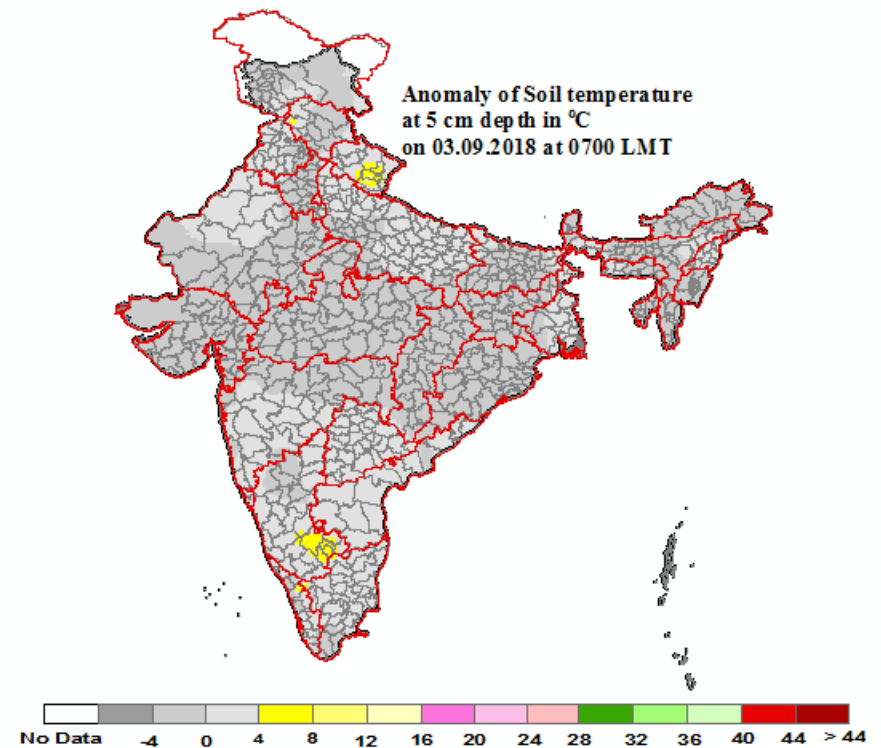 Anomaly of Soil temperature
at 5 cm depth in °C
on 03.09.2018 at 0700 LMT
No Data -4 0 4 8 12 16 20 24 28 32 36 40 44 > 44